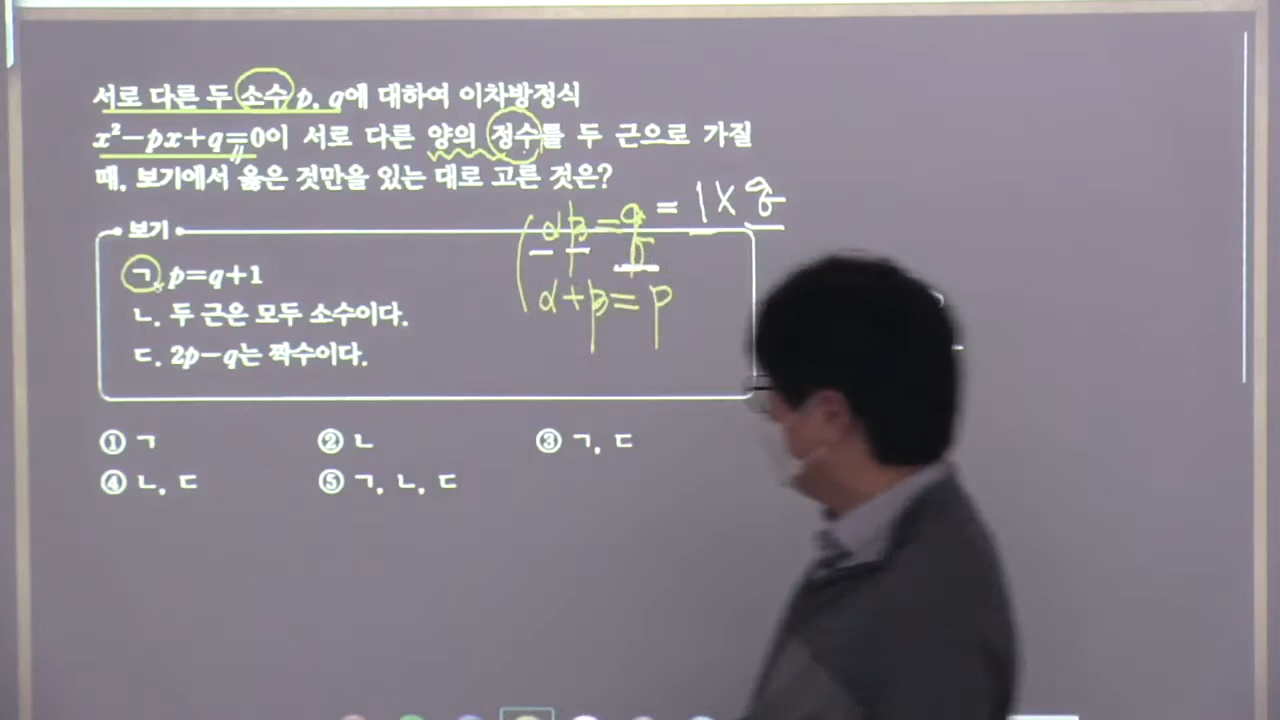 서로 다른 두 소수 p, q에 대하여 이차방정식
x²-px+q=0이 서로 다른 양의 정수를 두 근으로 가질
때, 보기에서 옳은 것만을 있는 대로 고른 것은?
보기
αβ=q = 1×q
ㄱ. p=q+1
α+β=p
ㄴ. 두 근은 모두 소수이다.
ㄷ. 2p-q는 짝수이다.
① ㄱ ② ㄴ ③ ㄱ, ㄷ
④ ㄴ, ㄷ ⑤ ㄱ, ㄴ, ㄷ